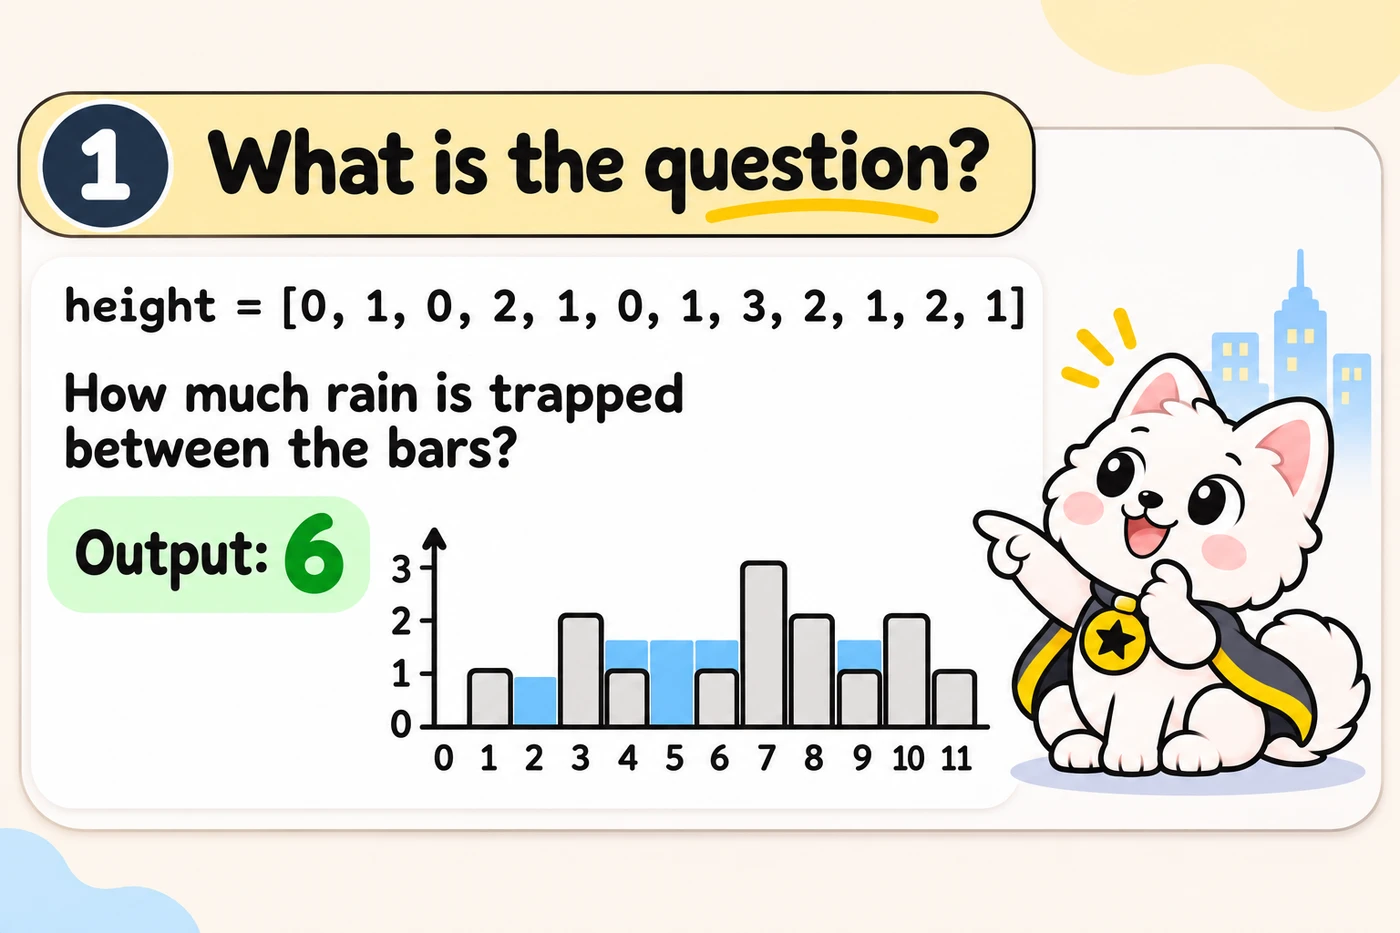 1 What is the question?
height = [0, 1, 0, 2, 1, 0, 1, 3, 2, 1, 2, 1]
How much rain is trapped
between the bars?
Output: 6
3
2
1
0
0 1 2 3 4 5 6 7 8 9 10 11